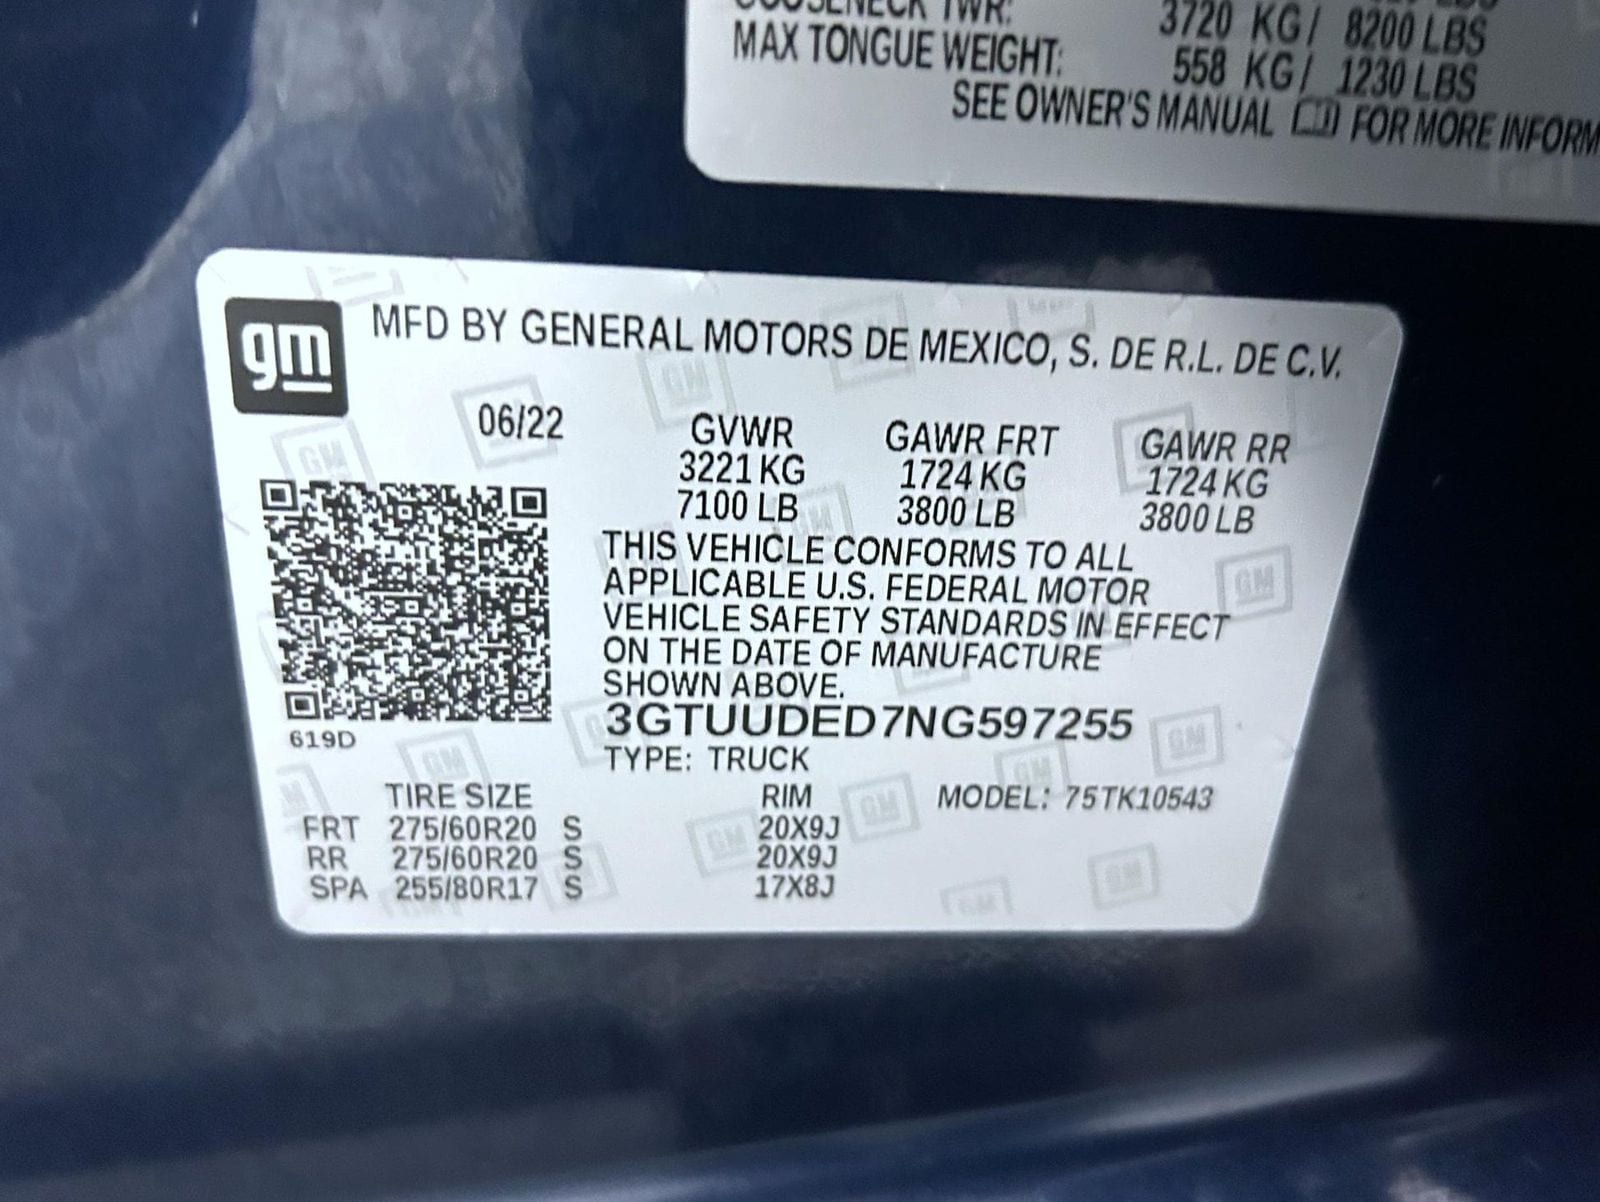 GOOSENECK TWR: 3720 KG/ 8200 LBS
MAX TONGUE WEIGHT: 558 KG/ 1230 LBS
SEE OWNER'S MANUAL FOR MORE INFORM
gm
MFD BY GENERAL MOTORS DE MEXICO, S. DE R.L. DE C.V.
06/22 GVWR GAWR FRT GAWR RR
3221 KG 1724 KG 1724 KG
7100 LB 3800 LB 3800 LB
THIS VEHICLE CONFORMS TO ALL
APPLICABLE U.S. FEDERAL MOTOR
VEHICLE SAFETY STANDARDS IN EFFECT
ON THE DATE OF MANUFACTURE
SHOWN ABOVE.
3GTUUDED7NG597255
619D
TYPE: TRUCK
TIRE SIZE RIM MODEL: 75TK10543
FRT 275/60R20 S 20X9J
RR 275/60R20 S 20X9J
SPA 255/80R17 S 17X8J